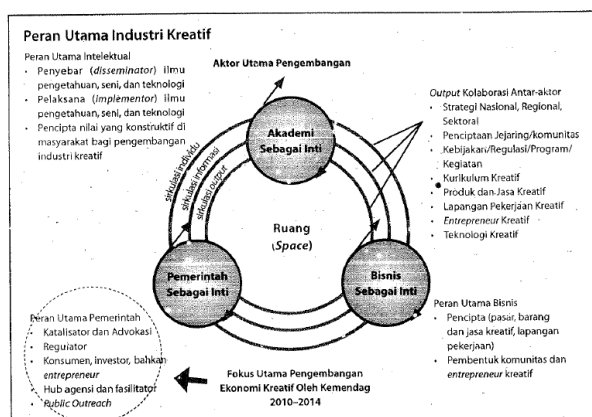 Peran Utama Industri Kreatif
Peran Utama Intelektual
• Penyebar (disseminator) ilmu
pengetahuan, seni, dan teknologi
• Pelaksana (implementor) ilmu
pengetahuan, seni, dan teknologi
• Pencipta nilai yang konstruktif di
masyarakat bagi pengembangan
industri kreatif
Aktor Utama Pengembangan
Output Kolaborasi Antar-aktor
• Strategi Nasional, Regional,
Sektoral
• Penciptaan Jejaring/komunitas
• Kebijakan/Regulasi/Program/
Kegiatan
• Kurikulum Kreatif
• Produk dan Jasa Kreatif
• Lapangan Pekerjaan Kreatif
• Entrepreneur Kreatif
• Teknologi Kreatif
Akademi
Sebagai Inti
sirkulasi individu
sirkulasi informasi
sirkulasi output
Ruang
(Space)
Pemerintah
Sebagai Inti
Bisnis
Sebagai Inti
Peran Utama Pemerintah
• Katalisator dan Advokasi
• Regulator
• Konsumen, investor, bahkan
entrepreneur
• Hub agensi dan fasilitator
• Public Outreach
Fokus Utama Pengembangan
Ekonomi Kreatif Oleh Kemendag
2010–2014
Peran Utama Bisnis
• Pencipta (pasar, barang
dan jasa kreatif, lapangan
pekerjaan)
• Pembentuk komunitas dan
entrepreneur kreatif